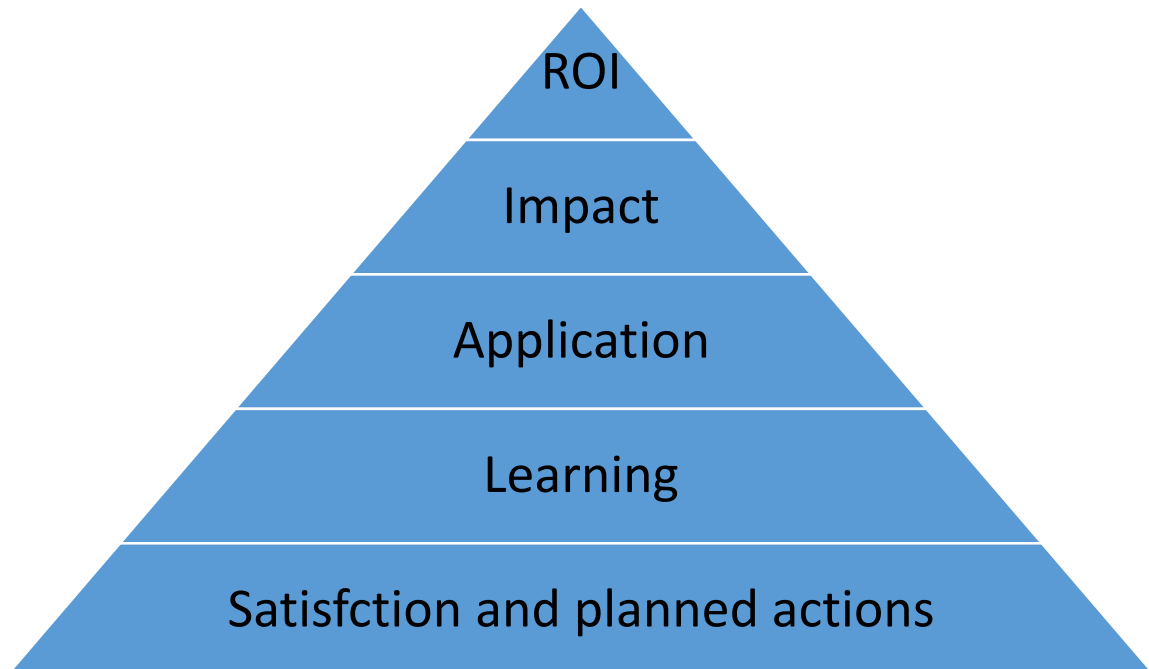 ROI
Impact
Application
Learning
Satisfction and planned actions